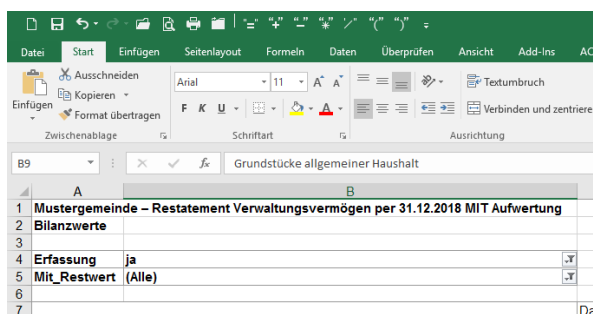 "=" "+" "-" "*" "/" "(" ")"
Datei Start Einfügen Seitenlayout Formeln Daten Überprüfen Ansicht Add-Ins AC
Ausschneiden
Kopieren
Format übertragen
Einfügen
Arial 11 A A
F K U A
Textumbruch
Verbinden und zentriere
Zwischenablage Schriftart Ausrichtung
B9 fx Grundstücke allgemeiner Haushalt
A B
1 Mustergemeinde – Restatement Verwaltungsvermögen per 31.12.2018 MIT Aufwertung
2 Bilanzwerte
3
4 Erfassung ja
5 Mit_Restwert (Alle)
6
7 Da